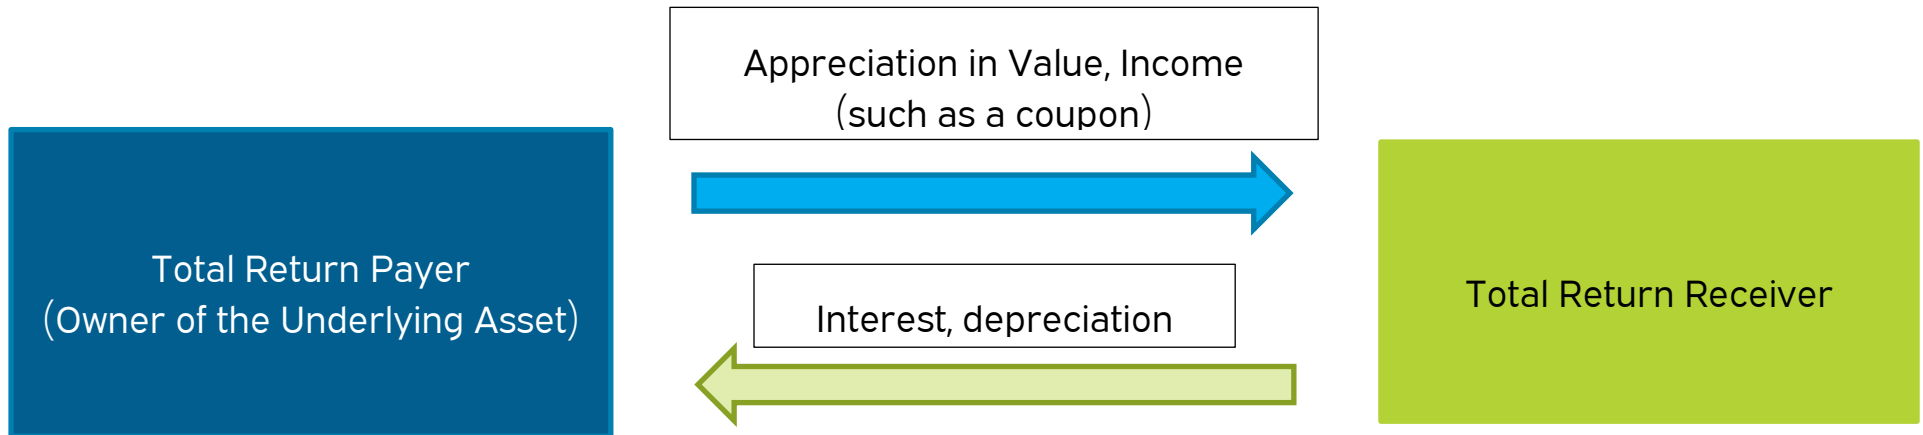 Appreciation in Value, Income
(such as a coupon)
Total Return Payer
(Owner of the Underlying Asset)
Interest, depreciation
Total Return Receiver